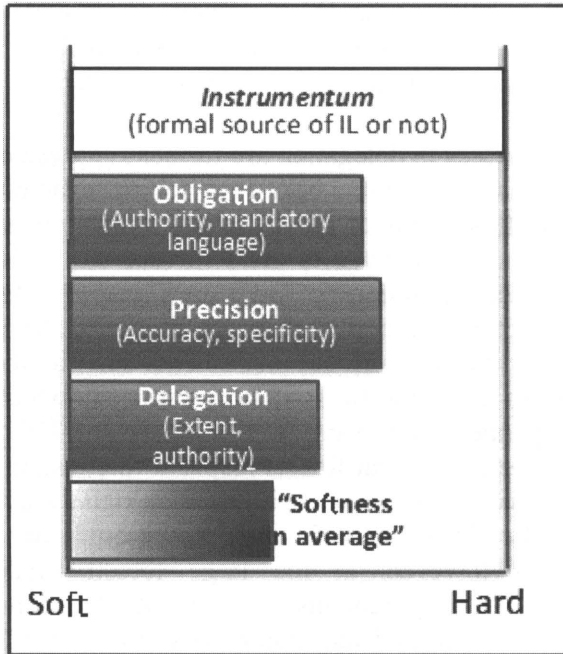 Instrumentum
(formal source of IL or not)
Obligation
(Authority, mandatory
language)
Precision
(Accuracy, specificity)
Delegation
(Extent,
authority)
"Softness
n average"
Soft
Hard